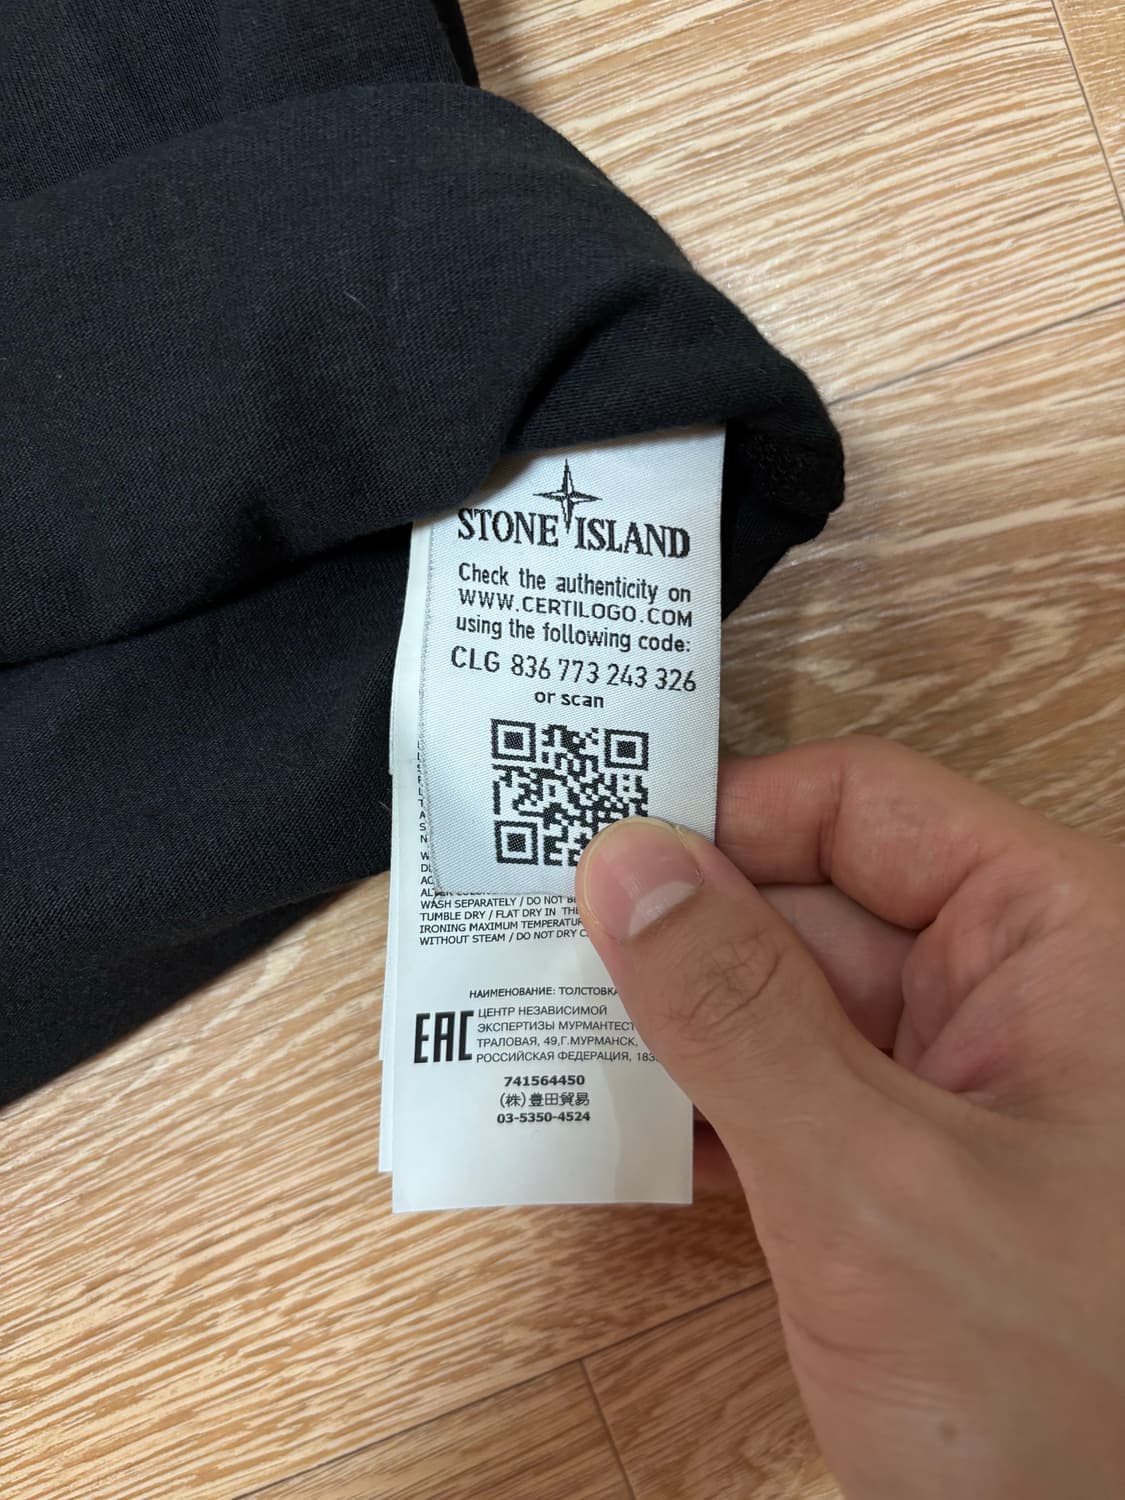 STONE ISLAND
Check the authenticity on
WWW.CERTILOGO.COM
using the following code:
CLG 836 773 243 326
or scan
WASH SEPARATELY / DO NOT
TUMBLE DRY / FLAT DRY IN THE
IRONING MAXIMUM
WITHOUT STEAM / DO NOT DRY
НАИМЕНОВАНИЕ: ТОЛСТОВКА
EAC
ЦЕНТР НЕЗАВИСИМОЙ
ЭКСПЕРТИЗЫ МУРМАНТЕСТ
ТРАЛОВАЯ, 49,Г.МУРМАНСК,
РОССИЙСКАЯ ФЕДЕРАЦИЯ,
741564450
(株)豊田貿易
03-5350-4524